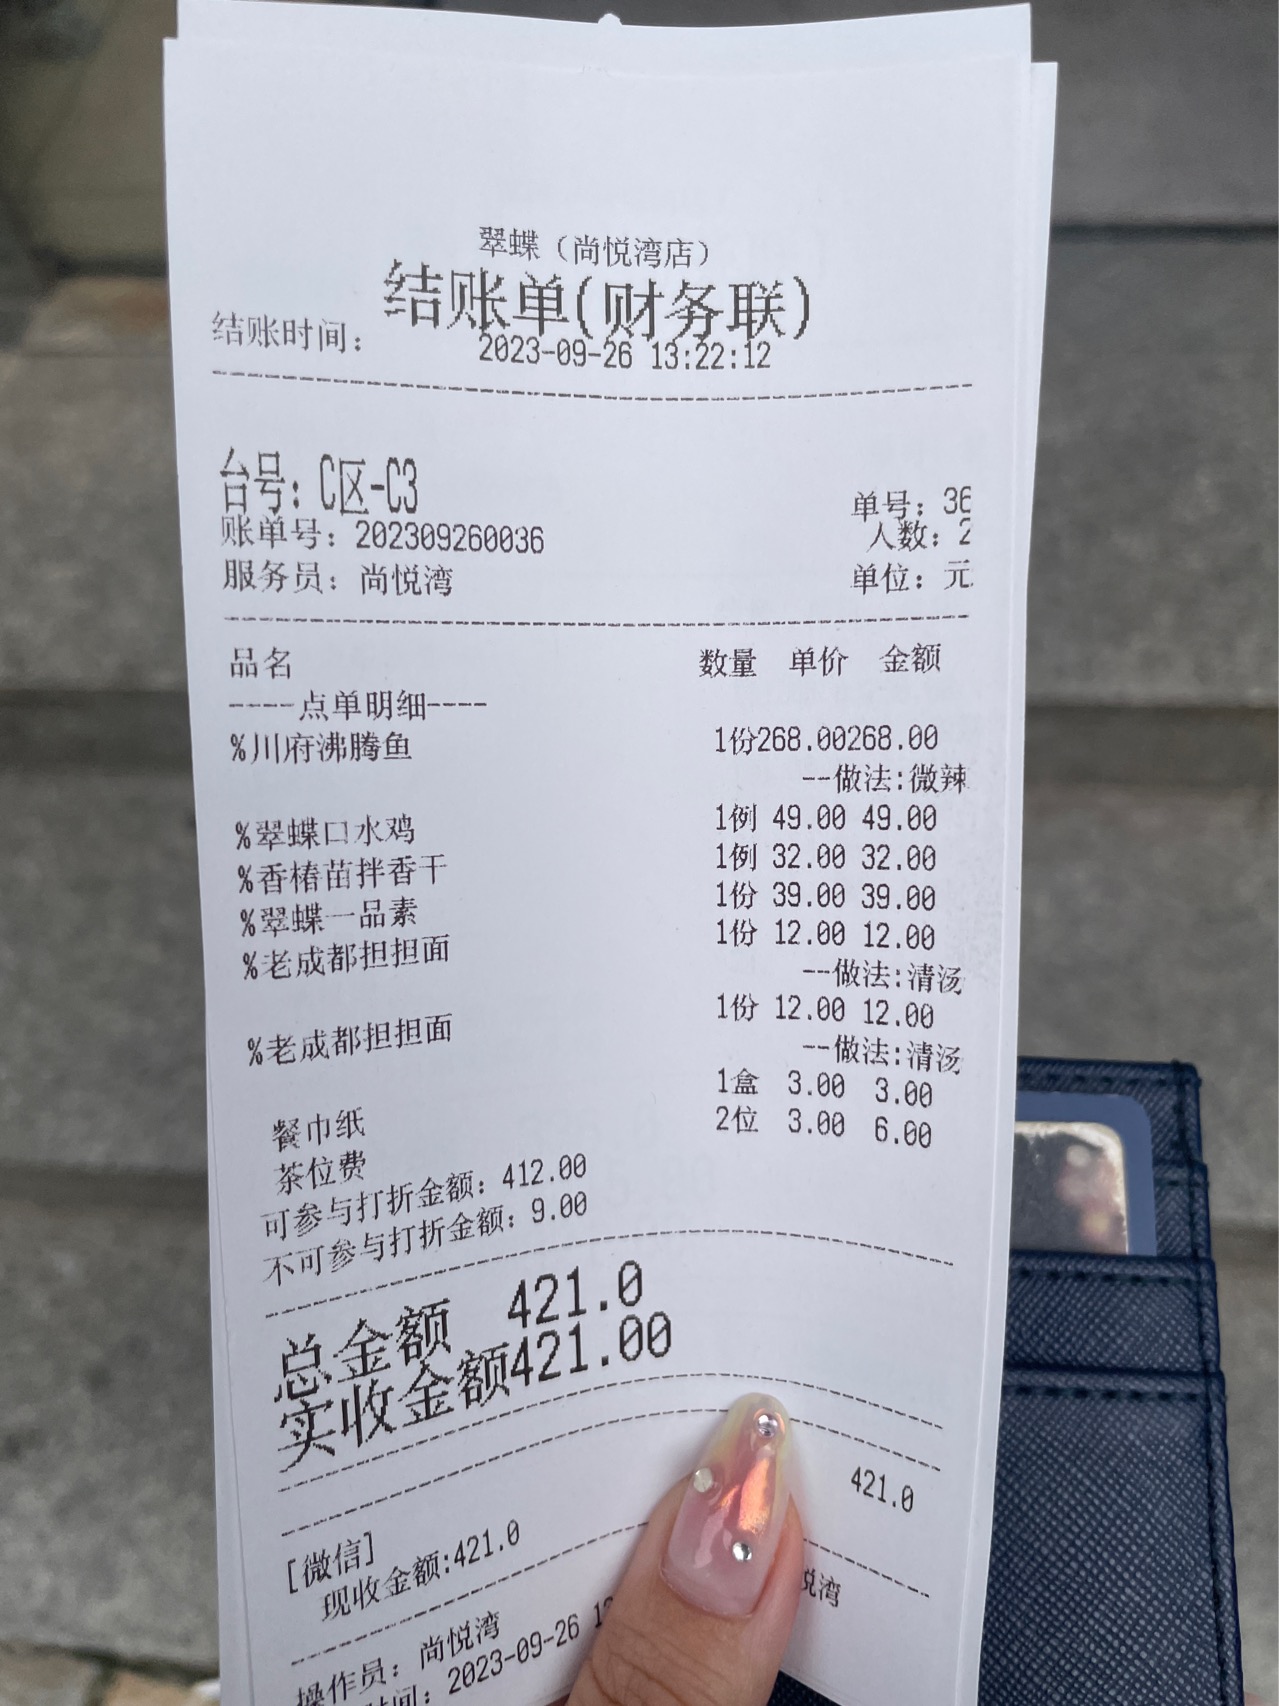 翠蝶（尚悦湾店）
结账单(财务联)
结账时间： 2023-09-26 13:22:12
台号：C区-C3
单号：36
账单号：202309260036
人数：2
服务员：尚悦湾
单位：元
品名 数量 单价 金额
----点单明细----
%川府沸腾鱼 1份268.00268.00
--做法:微辣
%翠蝶口水鸡 1例 49.00 49.00
%香椿苗拌香干 1例 32.00 32.00
%翠蝶一品素 1份 39.00 39.00
%老成都担担面 1份 12.00 12.00
--做法:清汤
%老成都担担面 1份 12.00 12.00
--做法:清汤
餐巾纸 1盒 3.00 3.00
茶位费 2位 3.00 6.00
可参与打折金额：412.00
不可参与打折金额：9.00
总金额 421.0
实收金额421.00
[微信] 421.0
现收金额:421.0
操作员：尚悦湾
悦湾
间：2023-09-26